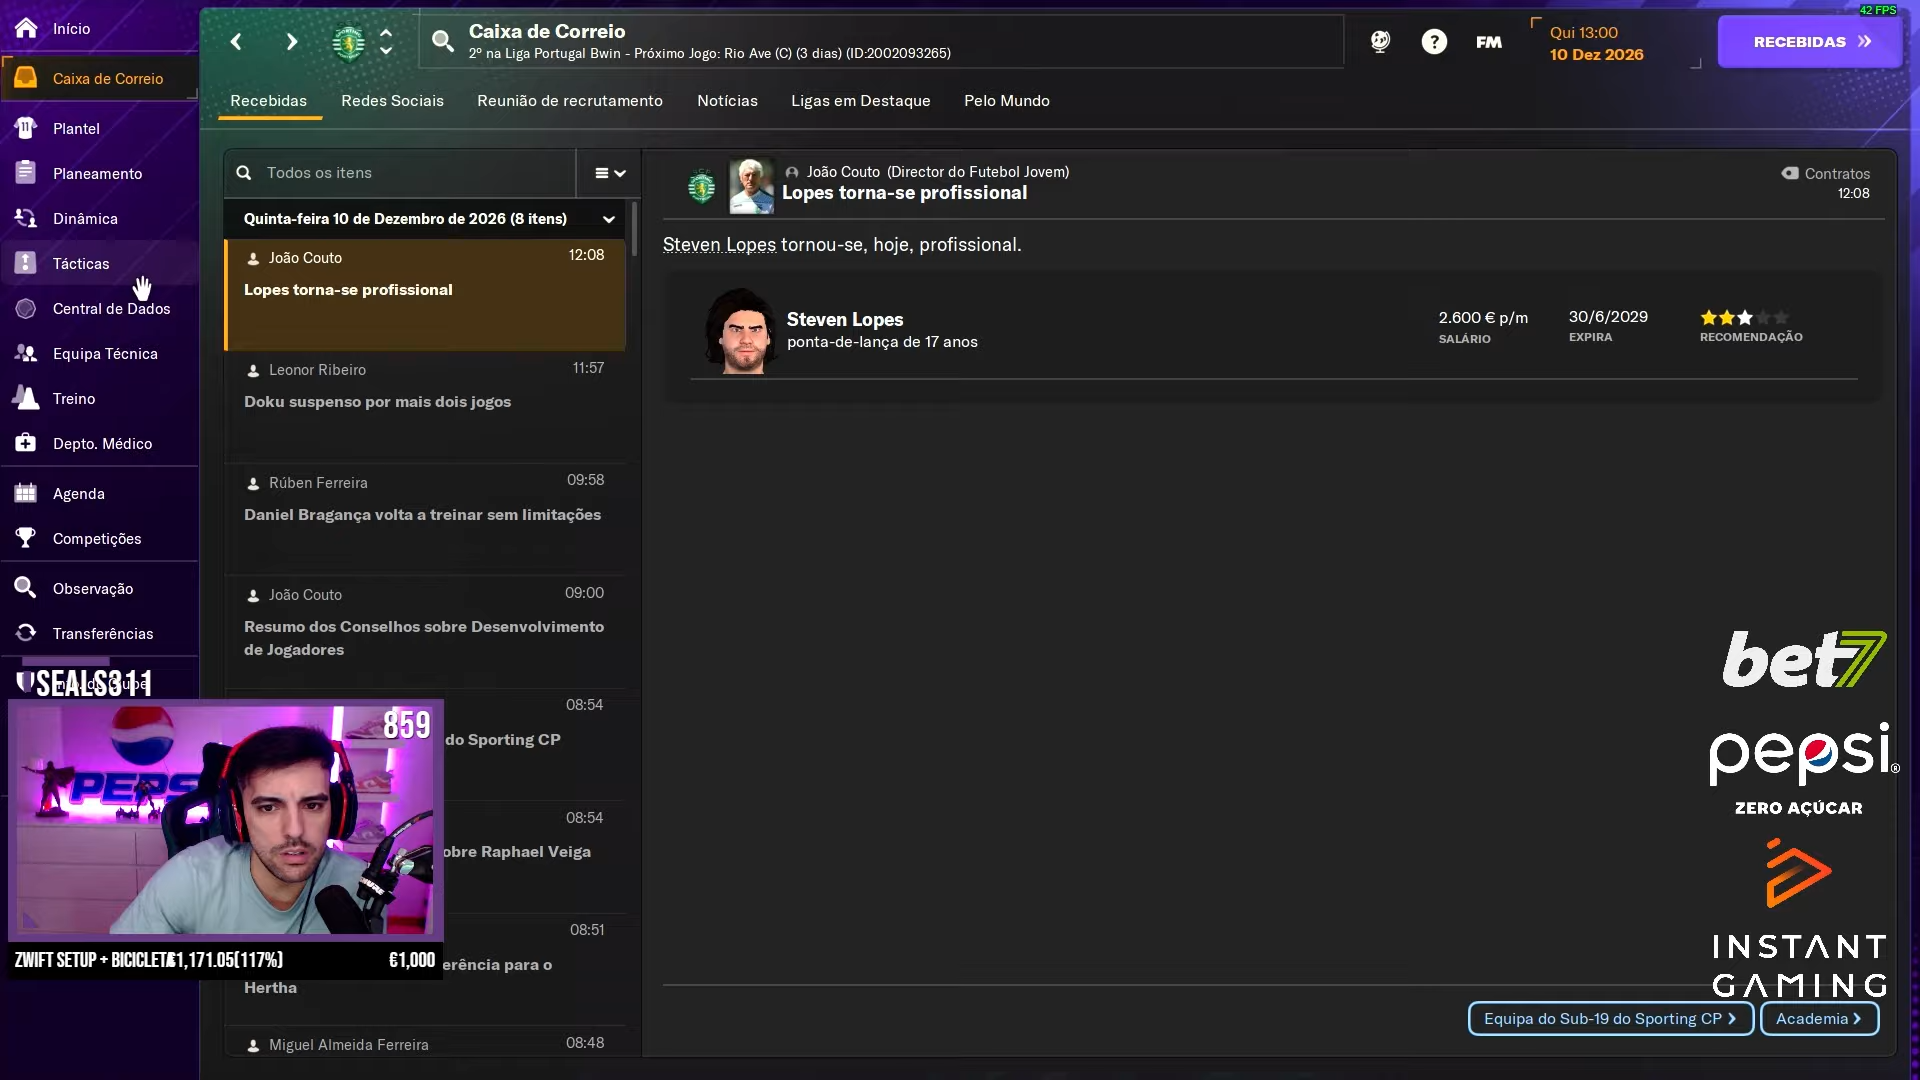 42 FPS
Início
Caixa de Correio
Plantel
Planeamento
Dinâmica
Tácticas
Central de Dados
Equipa Técnica
Treino
Depto. Médico
Agenda
Competições
Observação
Transferências
Caixa de Correio
2º na Liga Portugal Bwin - Próximo Jogo: Rio Ave (C) (3 dias) (ID:2002093265)
?
FM
Qui 13:00
10 Dez 2026
RECEBIDAS
Recebidas
Redes Sociais
Reunião de recrutamento
Notícias
Ligas em Destaque
Pelo Mundo
Todos os itens
Quinta-feira 10 de Dezembro de 2026 (8 itens)
João Couto 12:08
Lopes torna-se profissional
Leonor Ribeiro 11:57
Doku suspenso por mais dois jogos
Rúben Ferreira 09:58
Daniel Bragança volta a treinar sem limitações
João Couto 09:00
Resumo dos Conselhos sobre Desenvolvimento
de Jogadores
08:54
do Sporting CP
08:54
obre Raphael Veiga
08:51
erência para o
Hertha
Miguel Almeida Ferreira 08:48
João Couto (Director do Futebol Jovem)
Lopes torna-se profissional
Contratos
12:08
Steven Lopes tornou-se, hoje, profissional.
Steven Lopes
ponta-de-lança de 17 anos
2.600 € p/m
SALÁRIO
30/6/2029
EXPIRA
RECOMENDAÇÃO
Equipa do Sub-19 do Sporting CP
Academia
SEALS311
859
PEPS
SHURE
ZWIFT SETUP + BICICLETA
€1,171.05(117%)
€1,000
bet7
pepsi
ZERO AÇÚCAR
INSTANT
GAMING